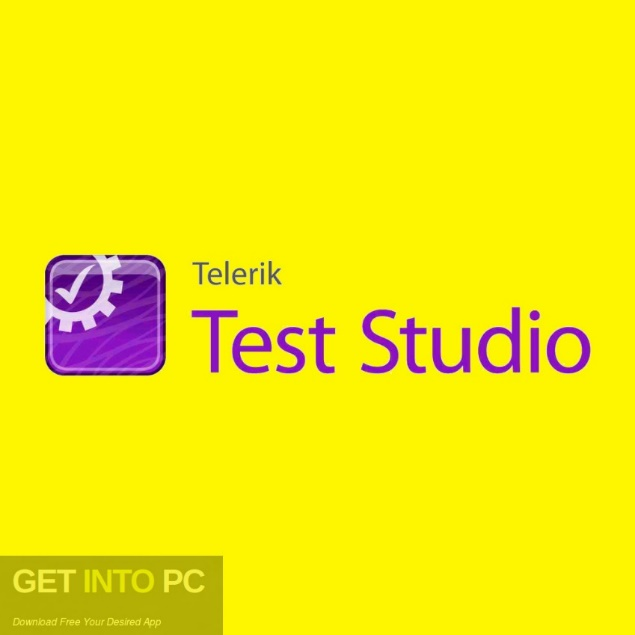 Telerik
Test Studio
GET INTO PC
Download Free Your Desired App